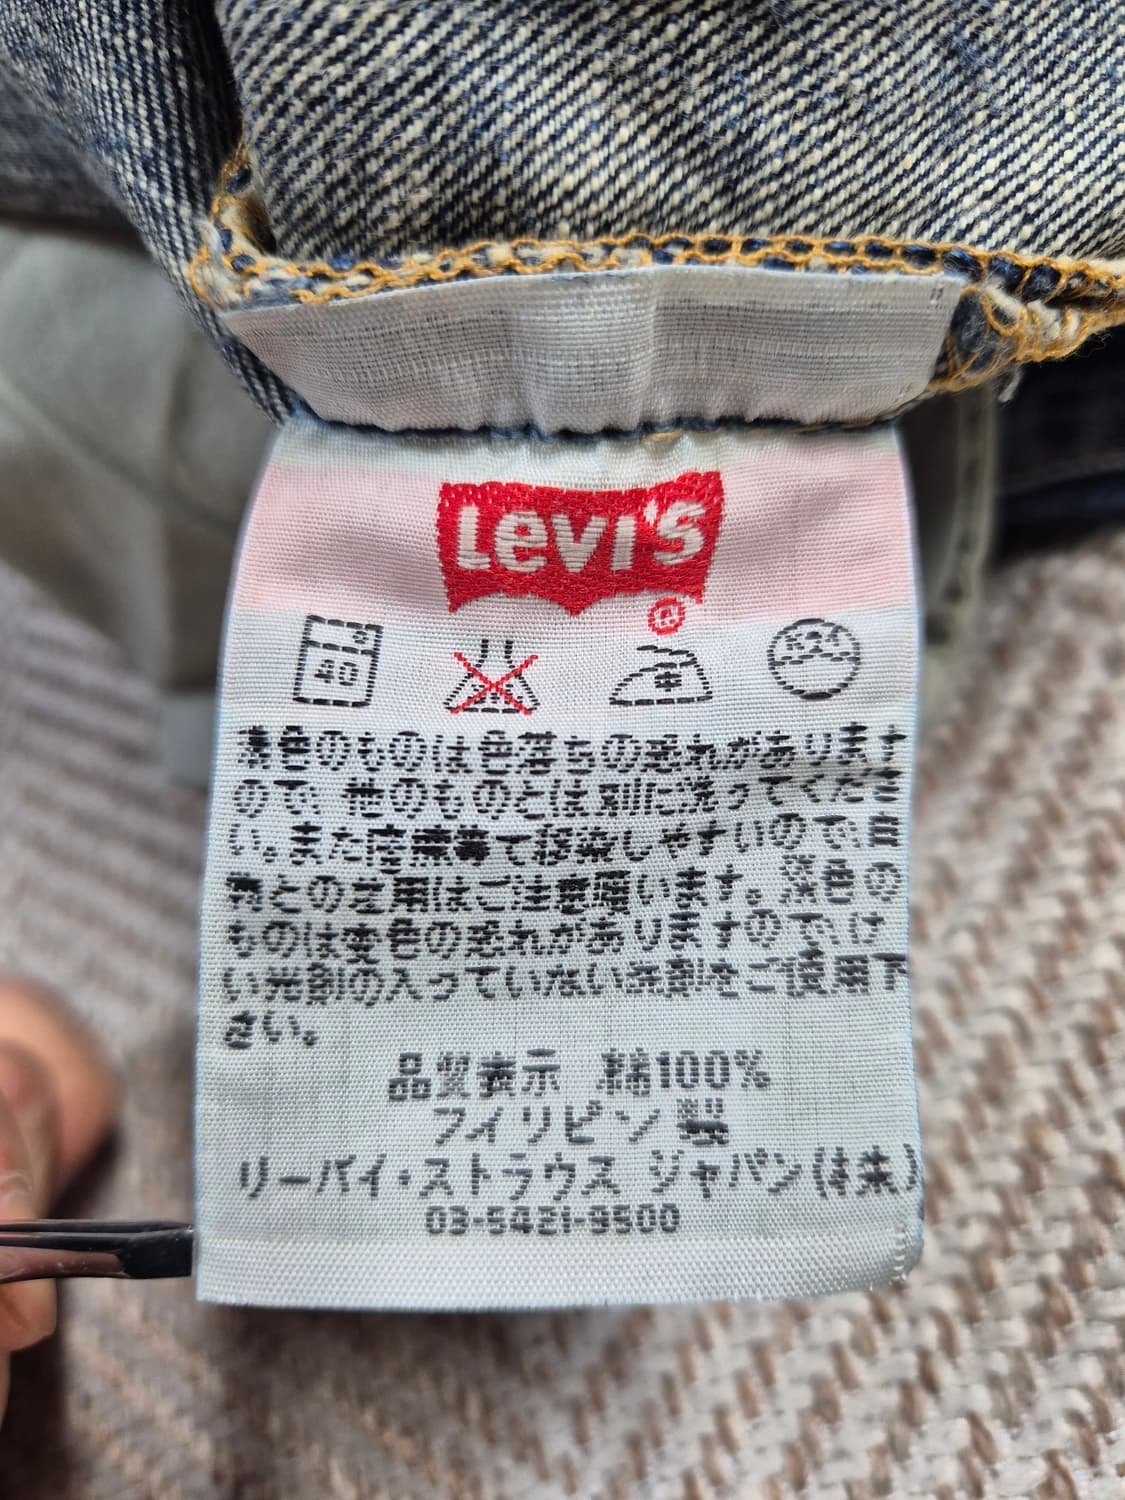 Levi's
®
40
中
濃色のものは色落ちの恐れがあります
ので、他のものとは別に洗ってくださ
い。また摩擦等で移染しやすいので、白
物との着用はご注意願います。淡色の
ものは変色の恐れがありますので、け
い光剤の入っていない洗剤をご使用下
さい。
品質表示 綿100%
フィリピン製
リーバイ・ストラウス ジャパン(株)
03-5421-9500